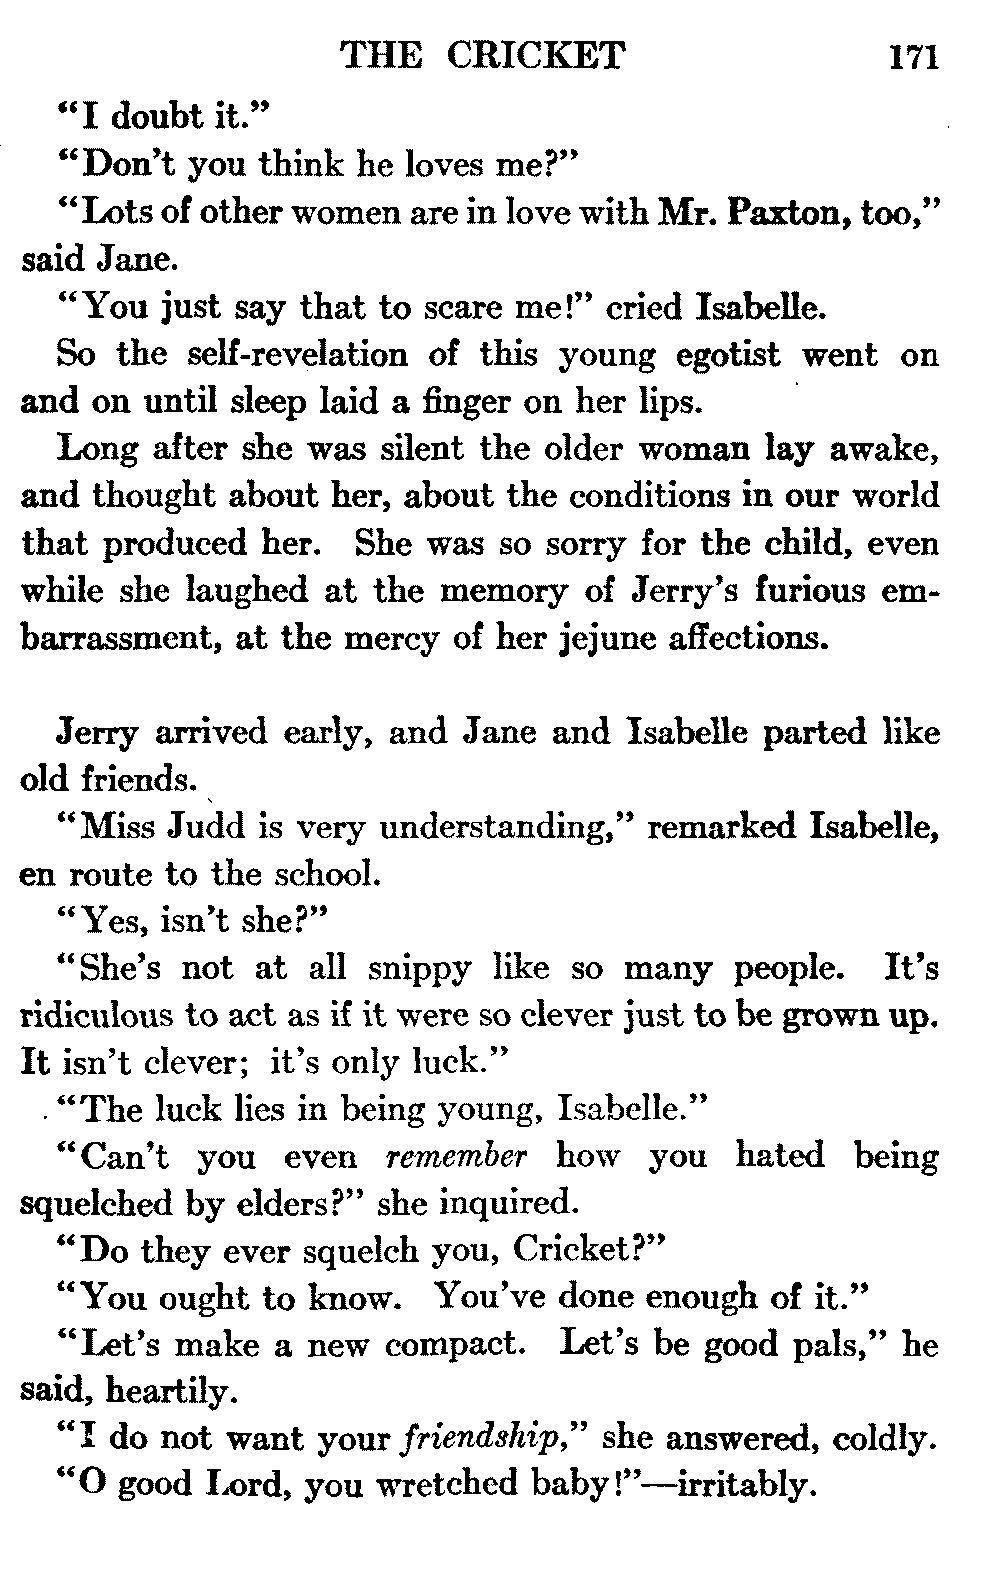 THE CRICKET 171
“I doubt it.”
“Don’t you think he loves me?”
“Lots of other women are in love with Mr. Paxton, too,”
said Jane.
“You just say that to scare me!” cried Isabelle.
So the self-revelation of this young egotist went on
and on until sleep laid a finger on her lips.
Long after she was silent the older woman lay awake,
and thought about her, about the conditions in our world
that produced her. She was so sorry for the child, even
while she laughed at the memory of Jerry’s furious em-
barrassment, at the mercy of her jejune affections.
Jerry arrived early, and Jane and Isabelle parted like
old friends.
“Miss Judd is very understanding,” remarked Isabelle,
en route to the school.
“Yes, isn’t she?”
“She’s not at all snippy like so many people. It’s
ridiculous to act as if it were so clever just to be grown up.
It isn’t clever; it’s only luck.”
“The luck lies in being young, Isabelle.”
“Can’t you even remember how you hated being
squelched by elders?” she inquired.
“Do they ever squelch you, Cricket?”
“You ought to know. You’ve done enough of it.”
“Let’s make a new compact. Let’s be good pals,” he
said, heartily.
“I do not want your friendship,” she answered, coldly.
“O good Lord, you wretched baby!”—irritably.